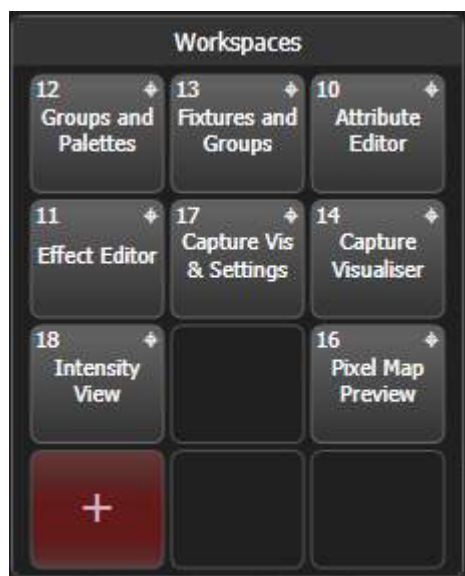 Workspaces
12
Groups and
Palettes
13
Fixtures and
Groups
10
Attribute
Editor
11
Effect Editor
17
Capture Vis
& Settings
14
Capture
Visualiser
18
Intensity
View
16
Pixel Map
Preview
+